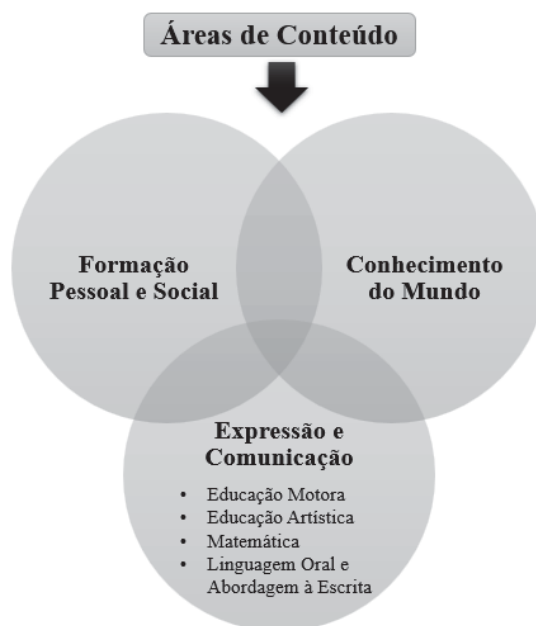 Áreas de Conteúdo
Formação
Pessoal e Social
Conhecimento
do Mundo
Expressão e
Comunicação
• Educação Motora
• Educação Artística
• Matemática
• Linguagem Oral e
Abordagem à Escrita